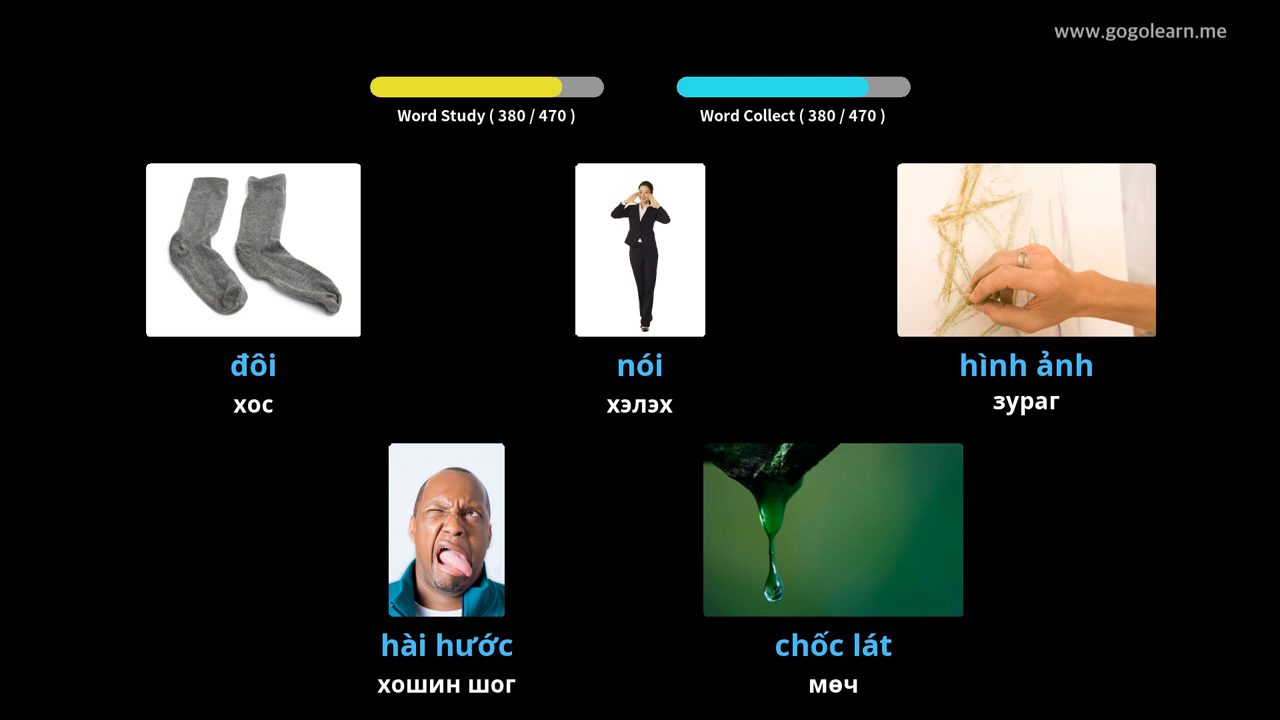 www.gogolearn.me
Word Study ( 380 / 470 )
Word Collect ( 380 / 470 )
đôi
хос
nói
хэлэх
hình ảnh
зураг
hài hước
хошин шог
chốc lát
мөч